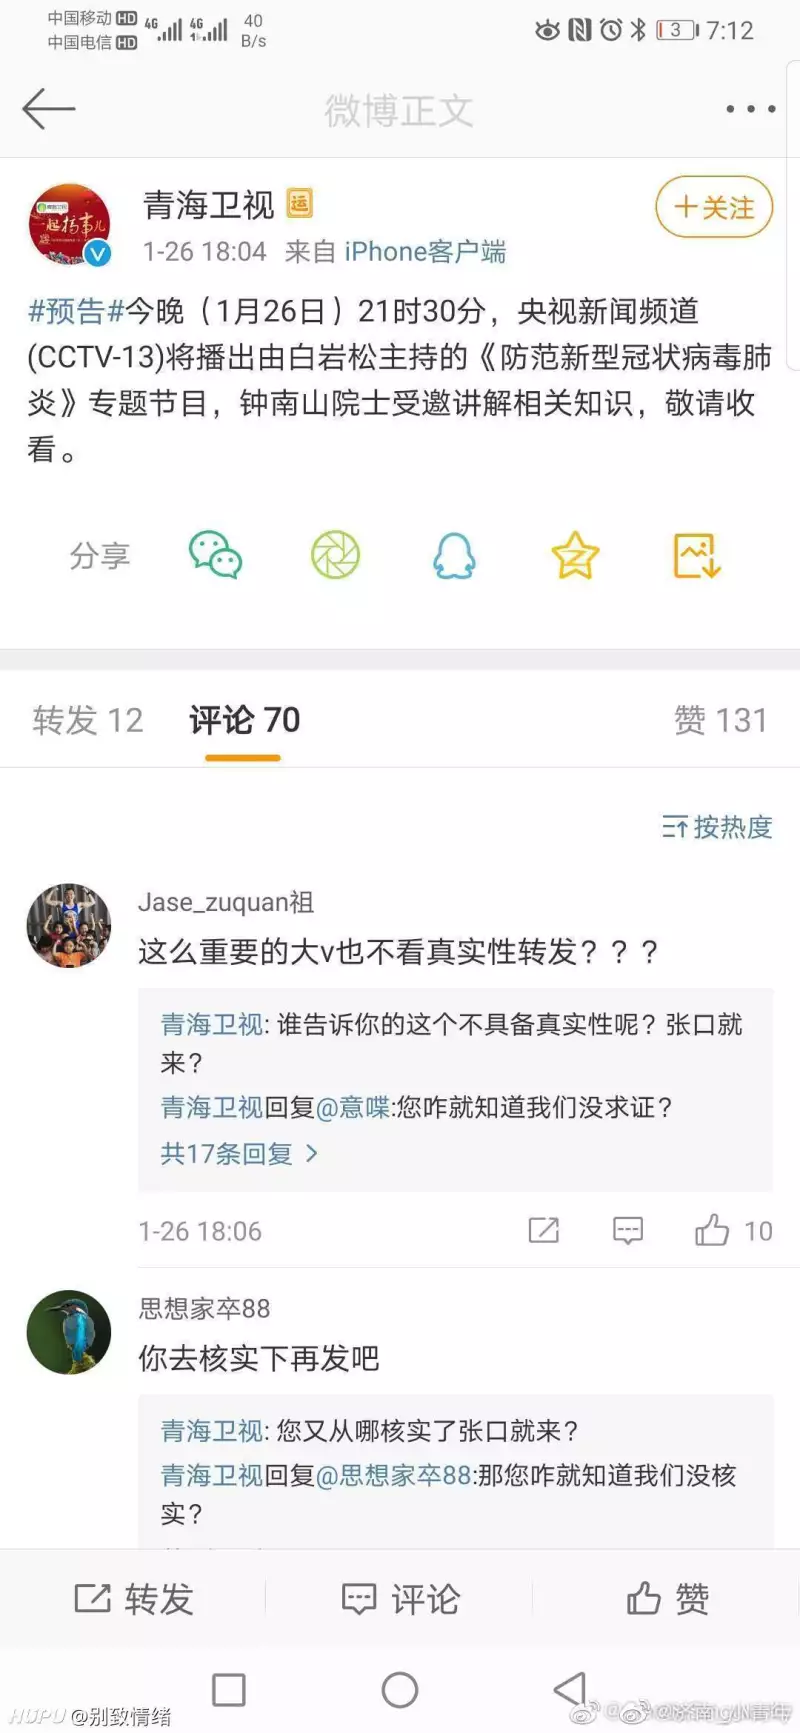 中国移动 HD 4G 4G 40
中国电信 HD B/s
3 7:12
微博正文
青海卫视 运
+关注
1-26 18:04 来自 iPhone客户端
#预告#今晚（1月26日）21时30分，央视新闻频道
(CCTV-13)将播出由白岩松主持的《防范新型冠状病毒肺
炎》专题节目，钟南山院士受邀讲解相关知识，敬请收
看。
分享
转发 12 评论 70 赞 131
按热度
Jase_zuquan祖
这么重要的大v也不看真实性转发？？？
青海卫视: 谁告诉你的这个不具备真实性呢？张口就
来？
青海卫视回复@意喋:您咋就知道我们没求证？
共17条回复 >
1-26 18:06 10
思想家卒88
你去核实下再发吧
青海卫视: 您又从哪核实了张口就来？
青海卫视回复@思想家卒88:那您咋就知道我们没核
实？
转发 评论 赞
HUPU @别致情绪
@济南小青年